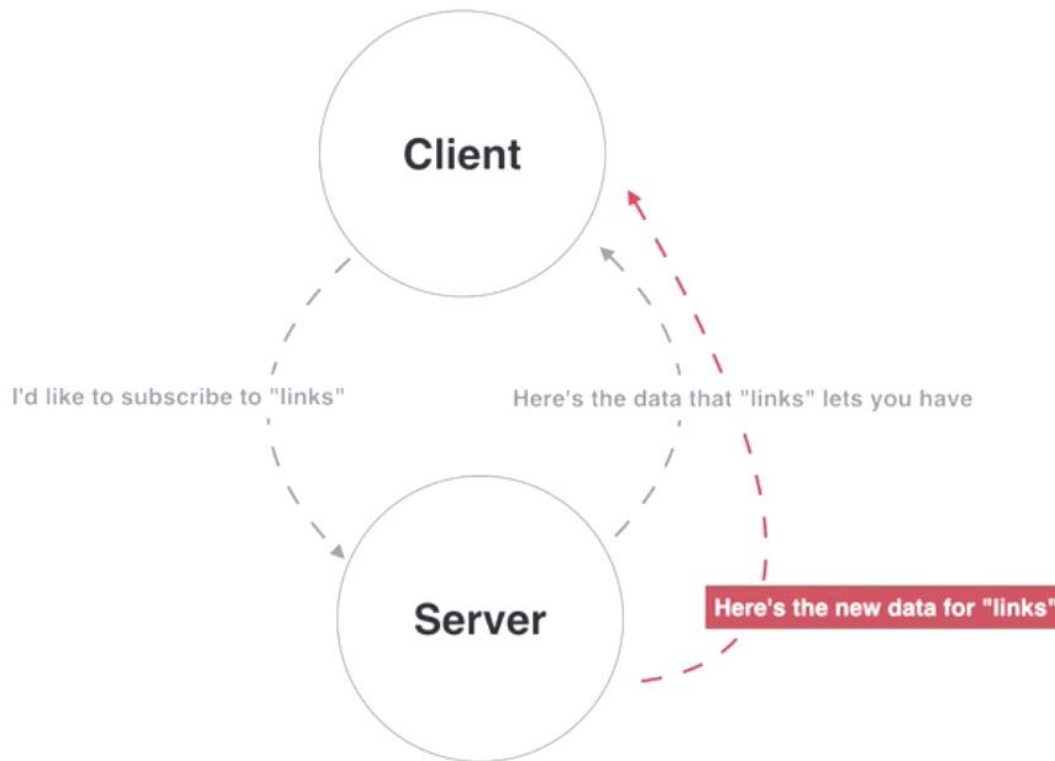 Client
I'd like to subscribe to "links"
Here's the data that "links" lets you have
Here's the new data for "links"
Server